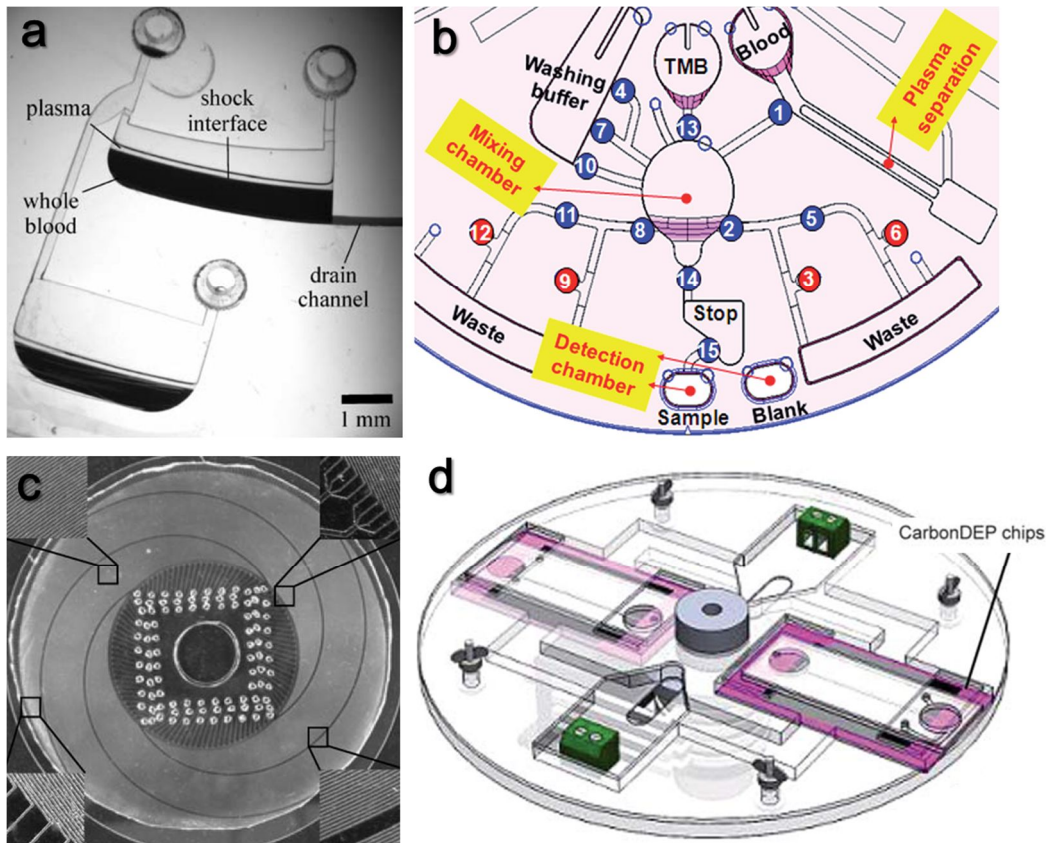 a
plasma
shock
interface
whole
blood
drain
channel
1 mm
b
Washing
buffer
TMB
Blood
Plasma
separation
Mixing
chamber
4
7
10
13
1
12
11
8
2
5
6
9
14
3
Waste
Stop
Waste
15
Detection
chamber
Sample
Blank
c
d
CarbonDEP chips